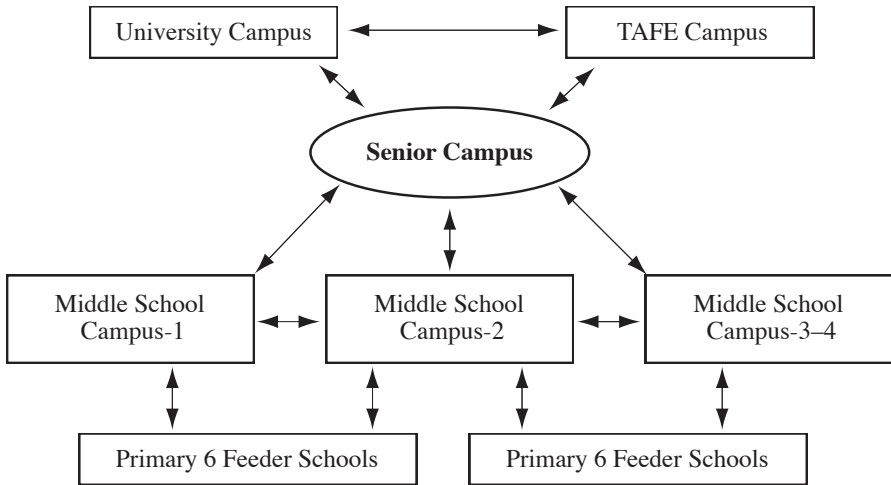 University Campus
TAFE Campus
Senior Campus
Middle School
Campus-1
Middle School
Campus-2
Middle School
Campus-3–4
Primary 6 Feeder Schools
Primary 6 Feeder Schools